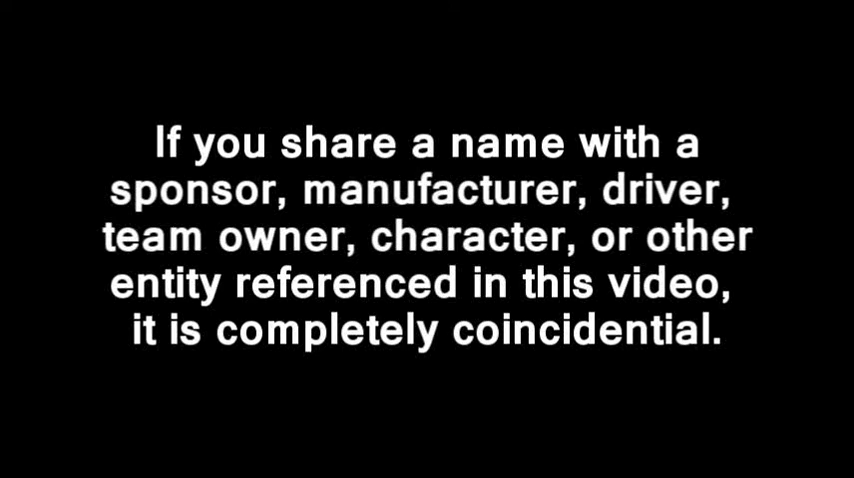 If you share a name with a
sponsor, manufacturer, driver,
team owner, character, or other
entity referenced in this video,
it is completely coincidential.